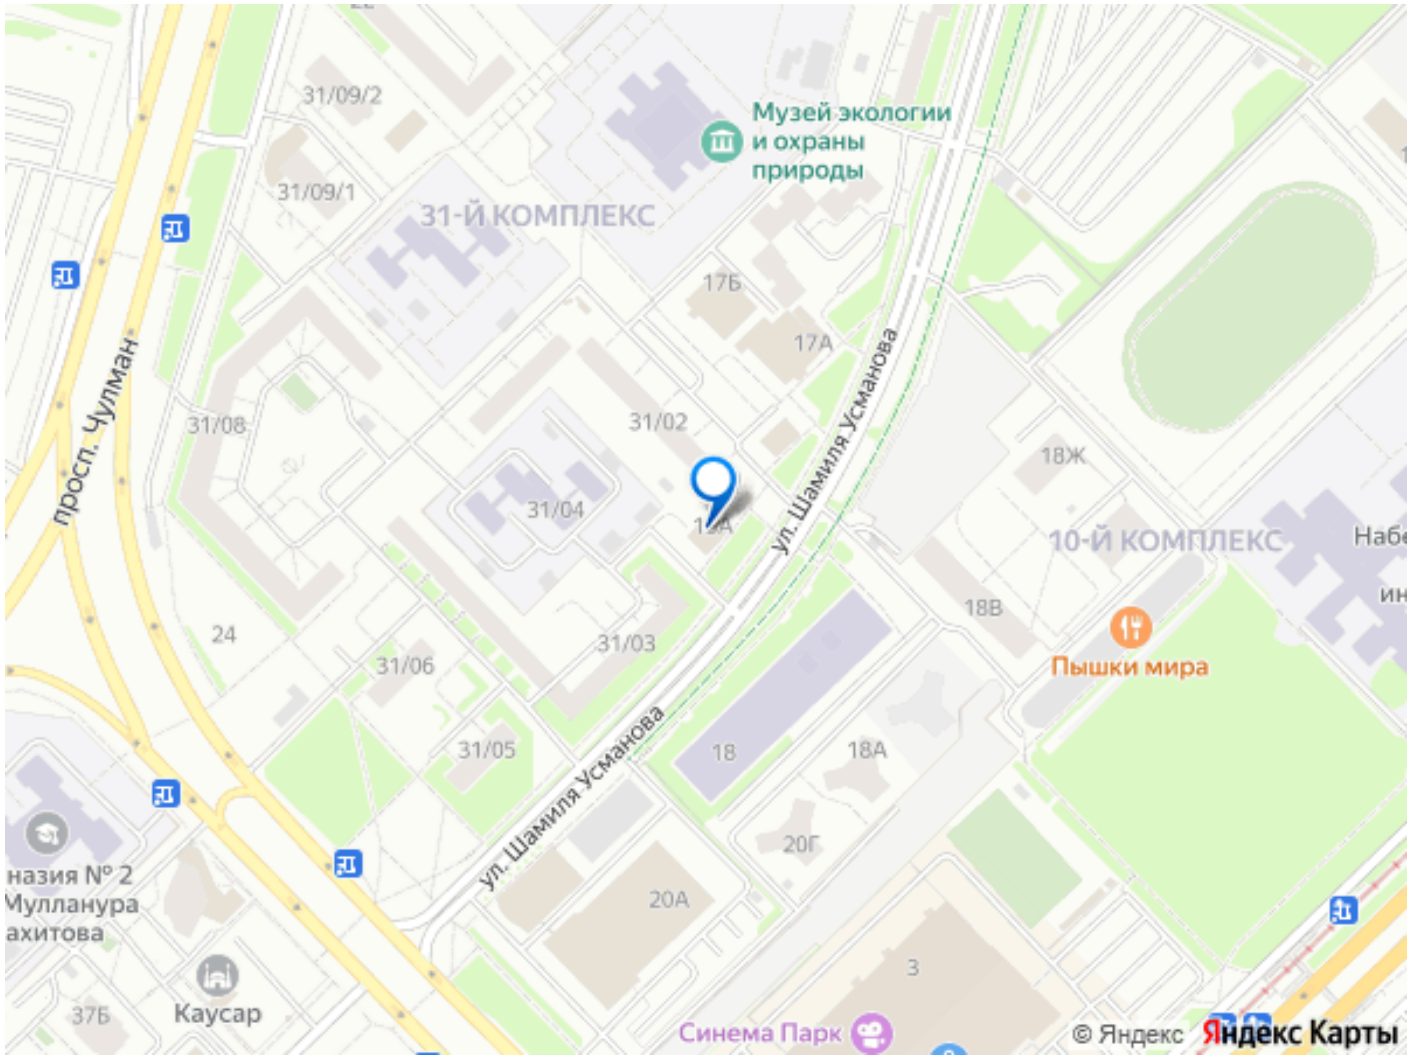 31/09/2
Музей экологии
и охраны
природы
31/09/1
31-Й КОМПЛЕКС
17Б
17А
просп. Чулман
31/08
31/02
ул. Шамиля Усманова
18Ж
31/04
10-Й КОМПЛЕКС
Набе
ин
18В
24
31/03
31/06
Пышки мира
31/05
18
18А
ул. Шамиля Усманова
20Г
назия № 2
Мулланура
ахитова
20А
3
Каусар
37Б
Синема Парк
© Яндекс Яндекс Карты